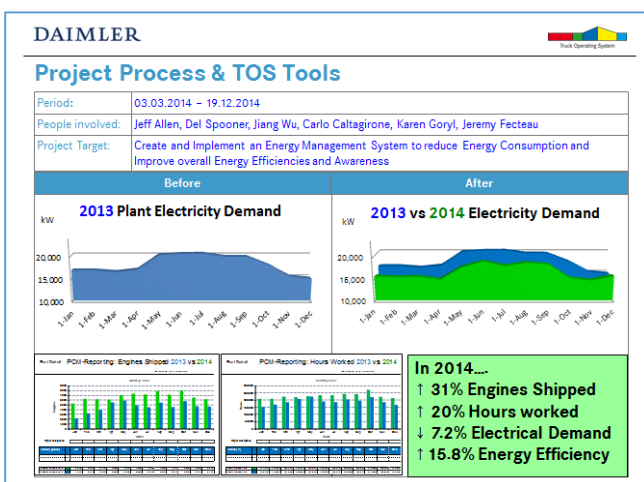 DAIMLER
Truck Operating System
Project Process & TOS Tools
Period: 03.03.2014 – 19.12.2014
People involved: Jeff Allen, Del Spooner, Jiang Wu, Carlo Caltagirone, Karen Goryl, Jeremy Fecteau
Project Target: Create and Implement an Energy Management System to reduce Energy Consumption and
Improve overall Energy Efficiencies and Awareness
Before
After
2013 Plant Electricity Demand
kW
20,000
15,000
10,000
1-Jan 1-Feb 1-Mar 1-Apr 1-May 1-Jun 1-Jul 1-Aug 1-Sep 1-Oct 1-Nov 1-Dec
2013 vs 2014 Electricity Demand
kW
20,000
15,000
10,000
1-Jan 1-Feb 1-Mar 1-Apr 1-May 1-Jun 1-Jul 1-Aug 1-Sep 1-Oct 1-Nov 1-Dec
PCM-Reporting: Engines Shipped 2013 vs 2014
PCM-Reporting: Hours Worked 2013 vs 2014
In 2014....
↑ 31% Engines Shipped
↑ 20% Hours worked
↓ 7.2% Electrical Demand
↑ 15.8% Energy Efficiency